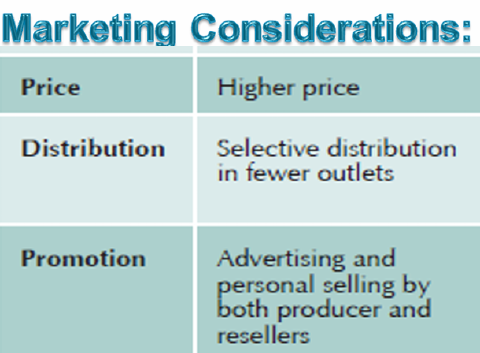 Marketing Considerations:
Price
Higher price
Distribution
Selective distribution
in fewer outlets
Promotion
Advertising and
personal selling by
both producer and
resellers